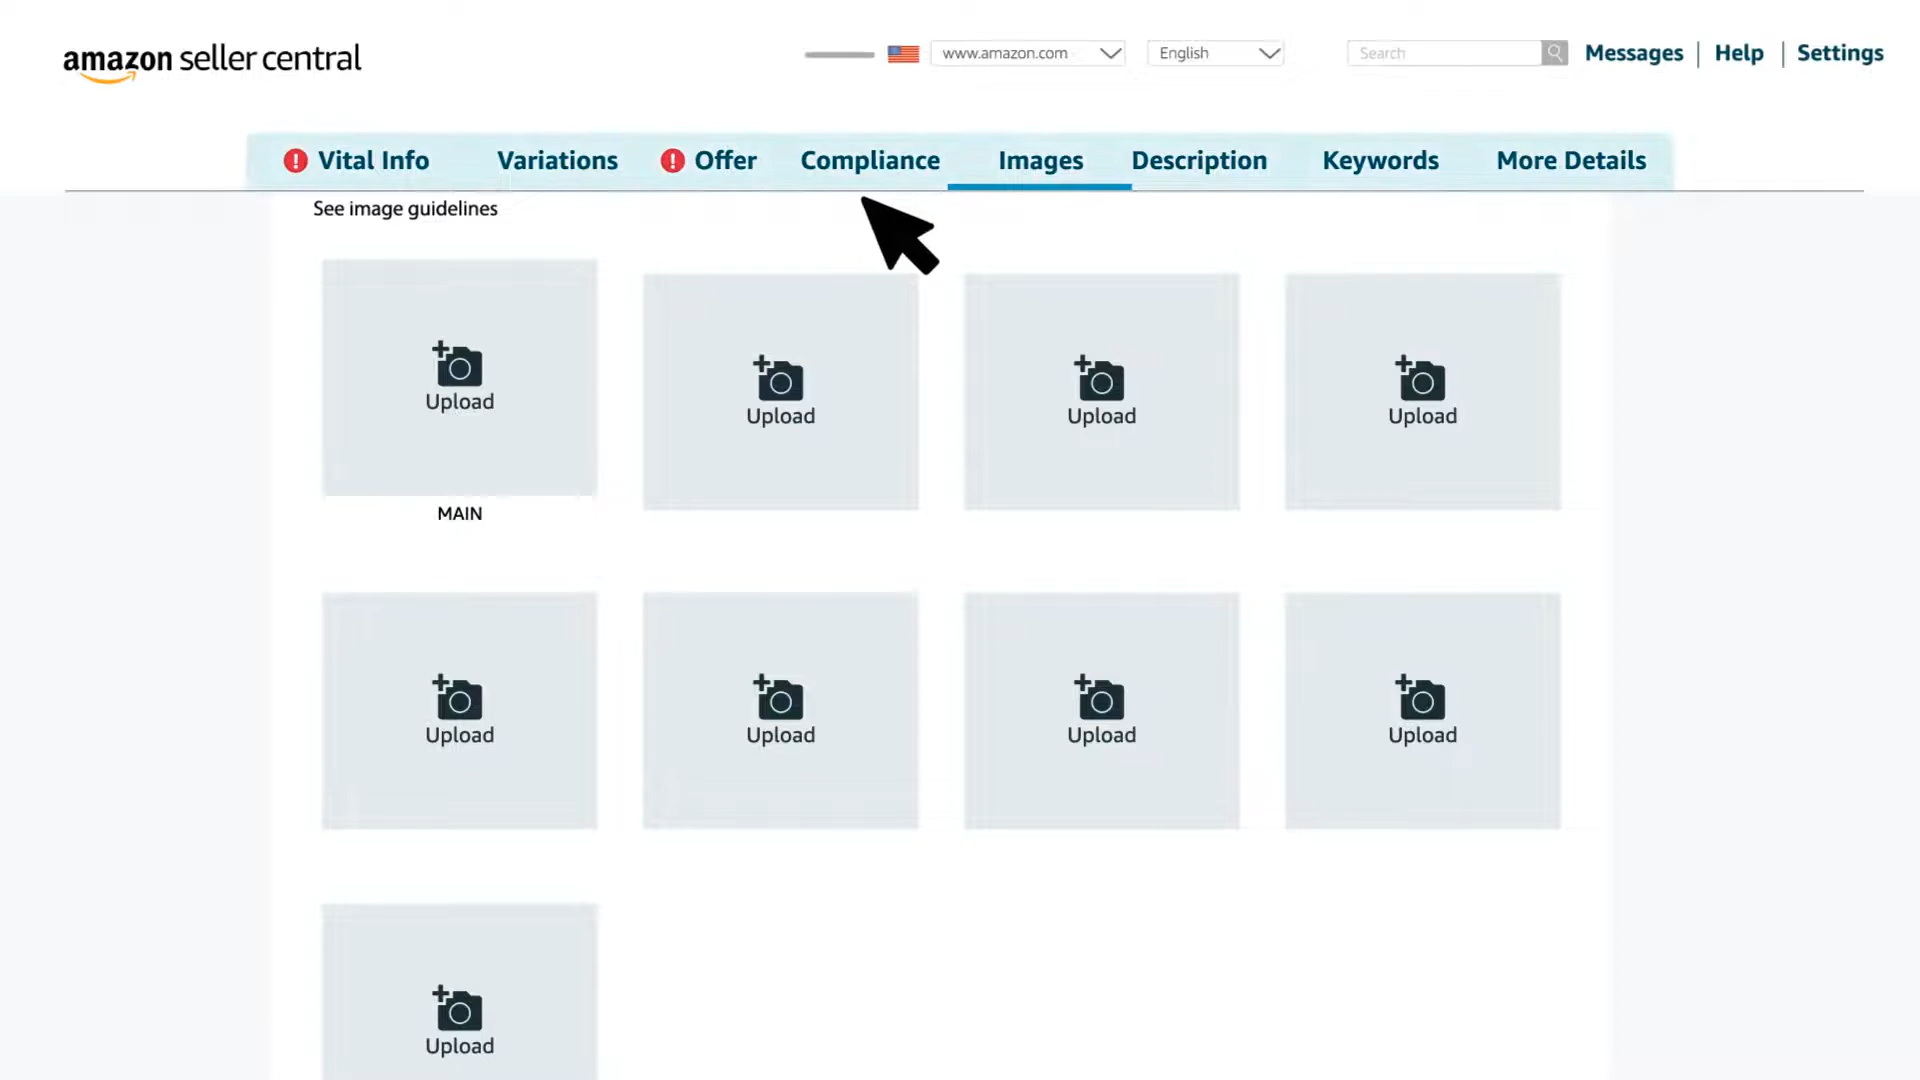 amazon seller central
www.amazon.com
English
Search
Messages | Help | Settings
! Vital Info Variations ! Offer Compliance Images Description Keywords More Details
See image guidelines
Upload Upload Upload Upload
MAIN
Upload Upload Upload Upload
Upload